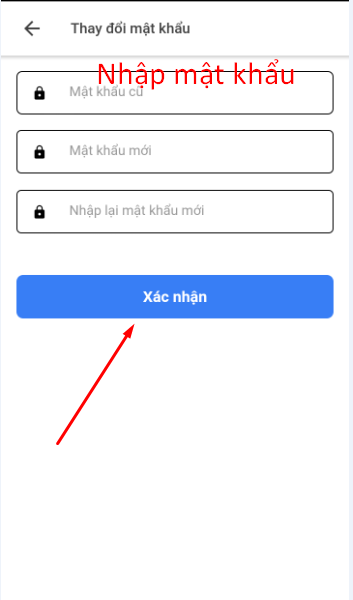 Thay đổi mật khẩu
Nhập mật khẩu
Mật khẩu cũ
Mật khẩu mới
Nhập lại mật khẩu mới
Xác nhận